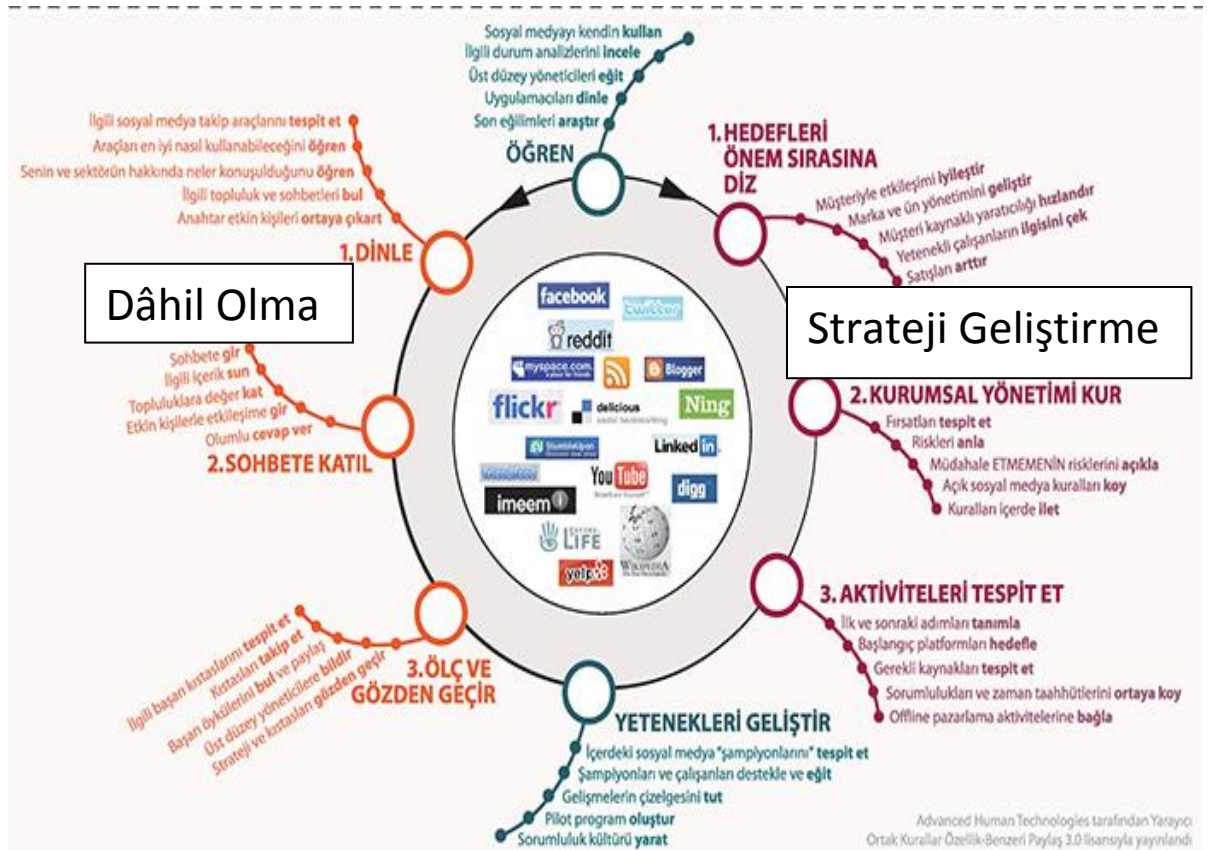 Sosyal medyayı kendin kullan
İlgili durum analizlerini incele
Üst düzey yöneticileri eğit
Uygulamacıları dinle
Son eğilimleri araştır
ÖĞREN
1. HEDEFLERİ
ÖNEM SIRASINA
DİZ
Müşteriyle etkileşimi iyileştir
Marka ve ün yönetimini geliştir
Müşteri kaynaklı yaratıcılığı hızlandır
Yetenekli çalışanların ilgisini çek
Satışları arttır
Strateji Geliştirme
2. KURUMSAL YÖNETİMİ KUR
Fırsatları tespit et
Riskleri anla
Müdahale ETMEMENİN risklerini açıkla
Açık sosyal medya kuralları koy
Kuralları içerde ilet
3. AKTİVİTELERİ TESPİT ET
İlk ve sonraki adımları tanımla
Başlangıç platformları hedefle
Gerekli kaynakları tespit et
Sorumlulukları ve zaman taahhütlerini ortaya koy
Offline pazarlama aktivitelerine bağla
YETENEKLERİ GELİŞTİR
İçerdeki sosyal medya "şampiyonlarını" tespit et
Şampiyonları ve çalışanları destekle ve eğit
Gelişmelerin çizelgesini tut
Pilot program oluştur
Sorumluluk kültürü yarat
İlgili sosyal medya takip araçlarını tespit et
Araçları en iyi nasıl kullanabileceğini öğren
Senin ve sektörün hakkında neler konuşulduğunu öğren
İlgili topluluk ve sohbetleri bul
Anahtar etkin kişileri ortaya çıkart
1. DİNLE
Dâhil Olma
Sohbete gir
İlgili içerik sun
Topluluklara değer kat
Etkin kişilerle etkileşime gir
Olumlu cevap ver
2. SOHBETE KATIL
İlgili başarı kıstaslarını tespit et
Kıstasları takip et
Başarı öykülerini bul ve paylaş
Üst düzey yöneticilere bildir
Strateji ve kıstasları gözden geçir
3. ÖLÇ VE
GÖZDEN GEÇİR
facebook
twitter
reddit
myspace.com
Blogger
flickr
delicious
Ning
StumbleUpon
Linked in
You Tube
digg
imeem
LIFE
WIKIPEDIA
yelp
Advanced Human Technologies tarafından Yarayıcı
Ortak Kurallar Özellik-Benzeri Paylaş 3.0 lisansıyla yayınlandı